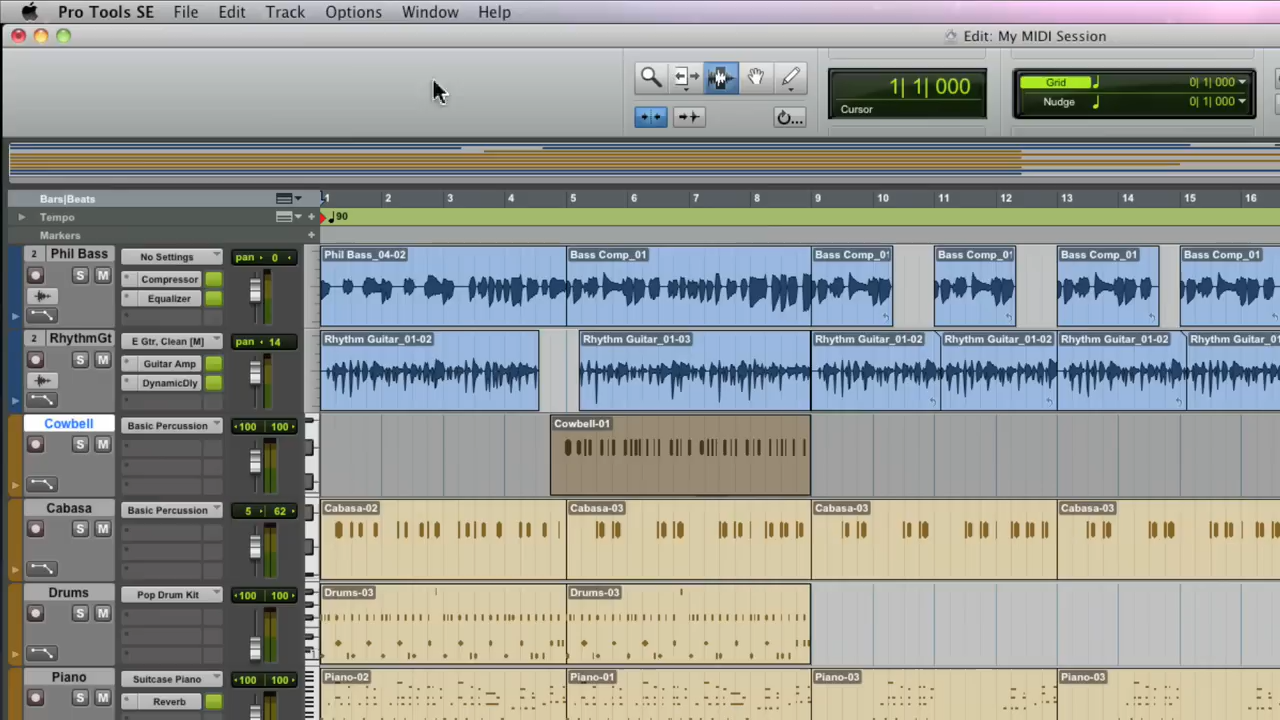 Pro Tools SE File Edit Track Options Window Help
Edit: My MIDI Session
1| 1| 000
Cursor
Grid 0| 1| 000
Nudge 0| 1| 000
Bars|Beats 1 2 3 4 5 6 7 8 9 10 11 12 13 14 15 16
Tempo 90
Markers
2 Phil Bass No Settings pan 0 Phil Bass_04-02 Bass Comp_01 Bass Comp_01 Bass Comp_01 Bass Comp_01 Bass Comp_01
S M Compressor
Equalizer
2 RhythmGt E Gtr, Clean [M] pan 14 Rhythm Guitar_01-02 Rhythm Guitar_01-03 Rhythm Guitar_01-02 Rhythm Guitar_01-02 Rhythm Guitar_01-02 Rhythm Guitar_01-02
S M Guitar Amp
DynamicDly
Cowbell Basic Percussion 100 100 Cowbell-01
S M
Cabasa Basic Percussion 5 62 Cabasa-02 Cabasa-03 Cabasa-03 Cabasa-03
S M
Drums Pop Drum Kit 100 100 Drums-03 Drums-03
S M
Piano Suitcase Piano 100 100 Piano-02 Piano-01 Piano-03 Piano-03
S M Reverb